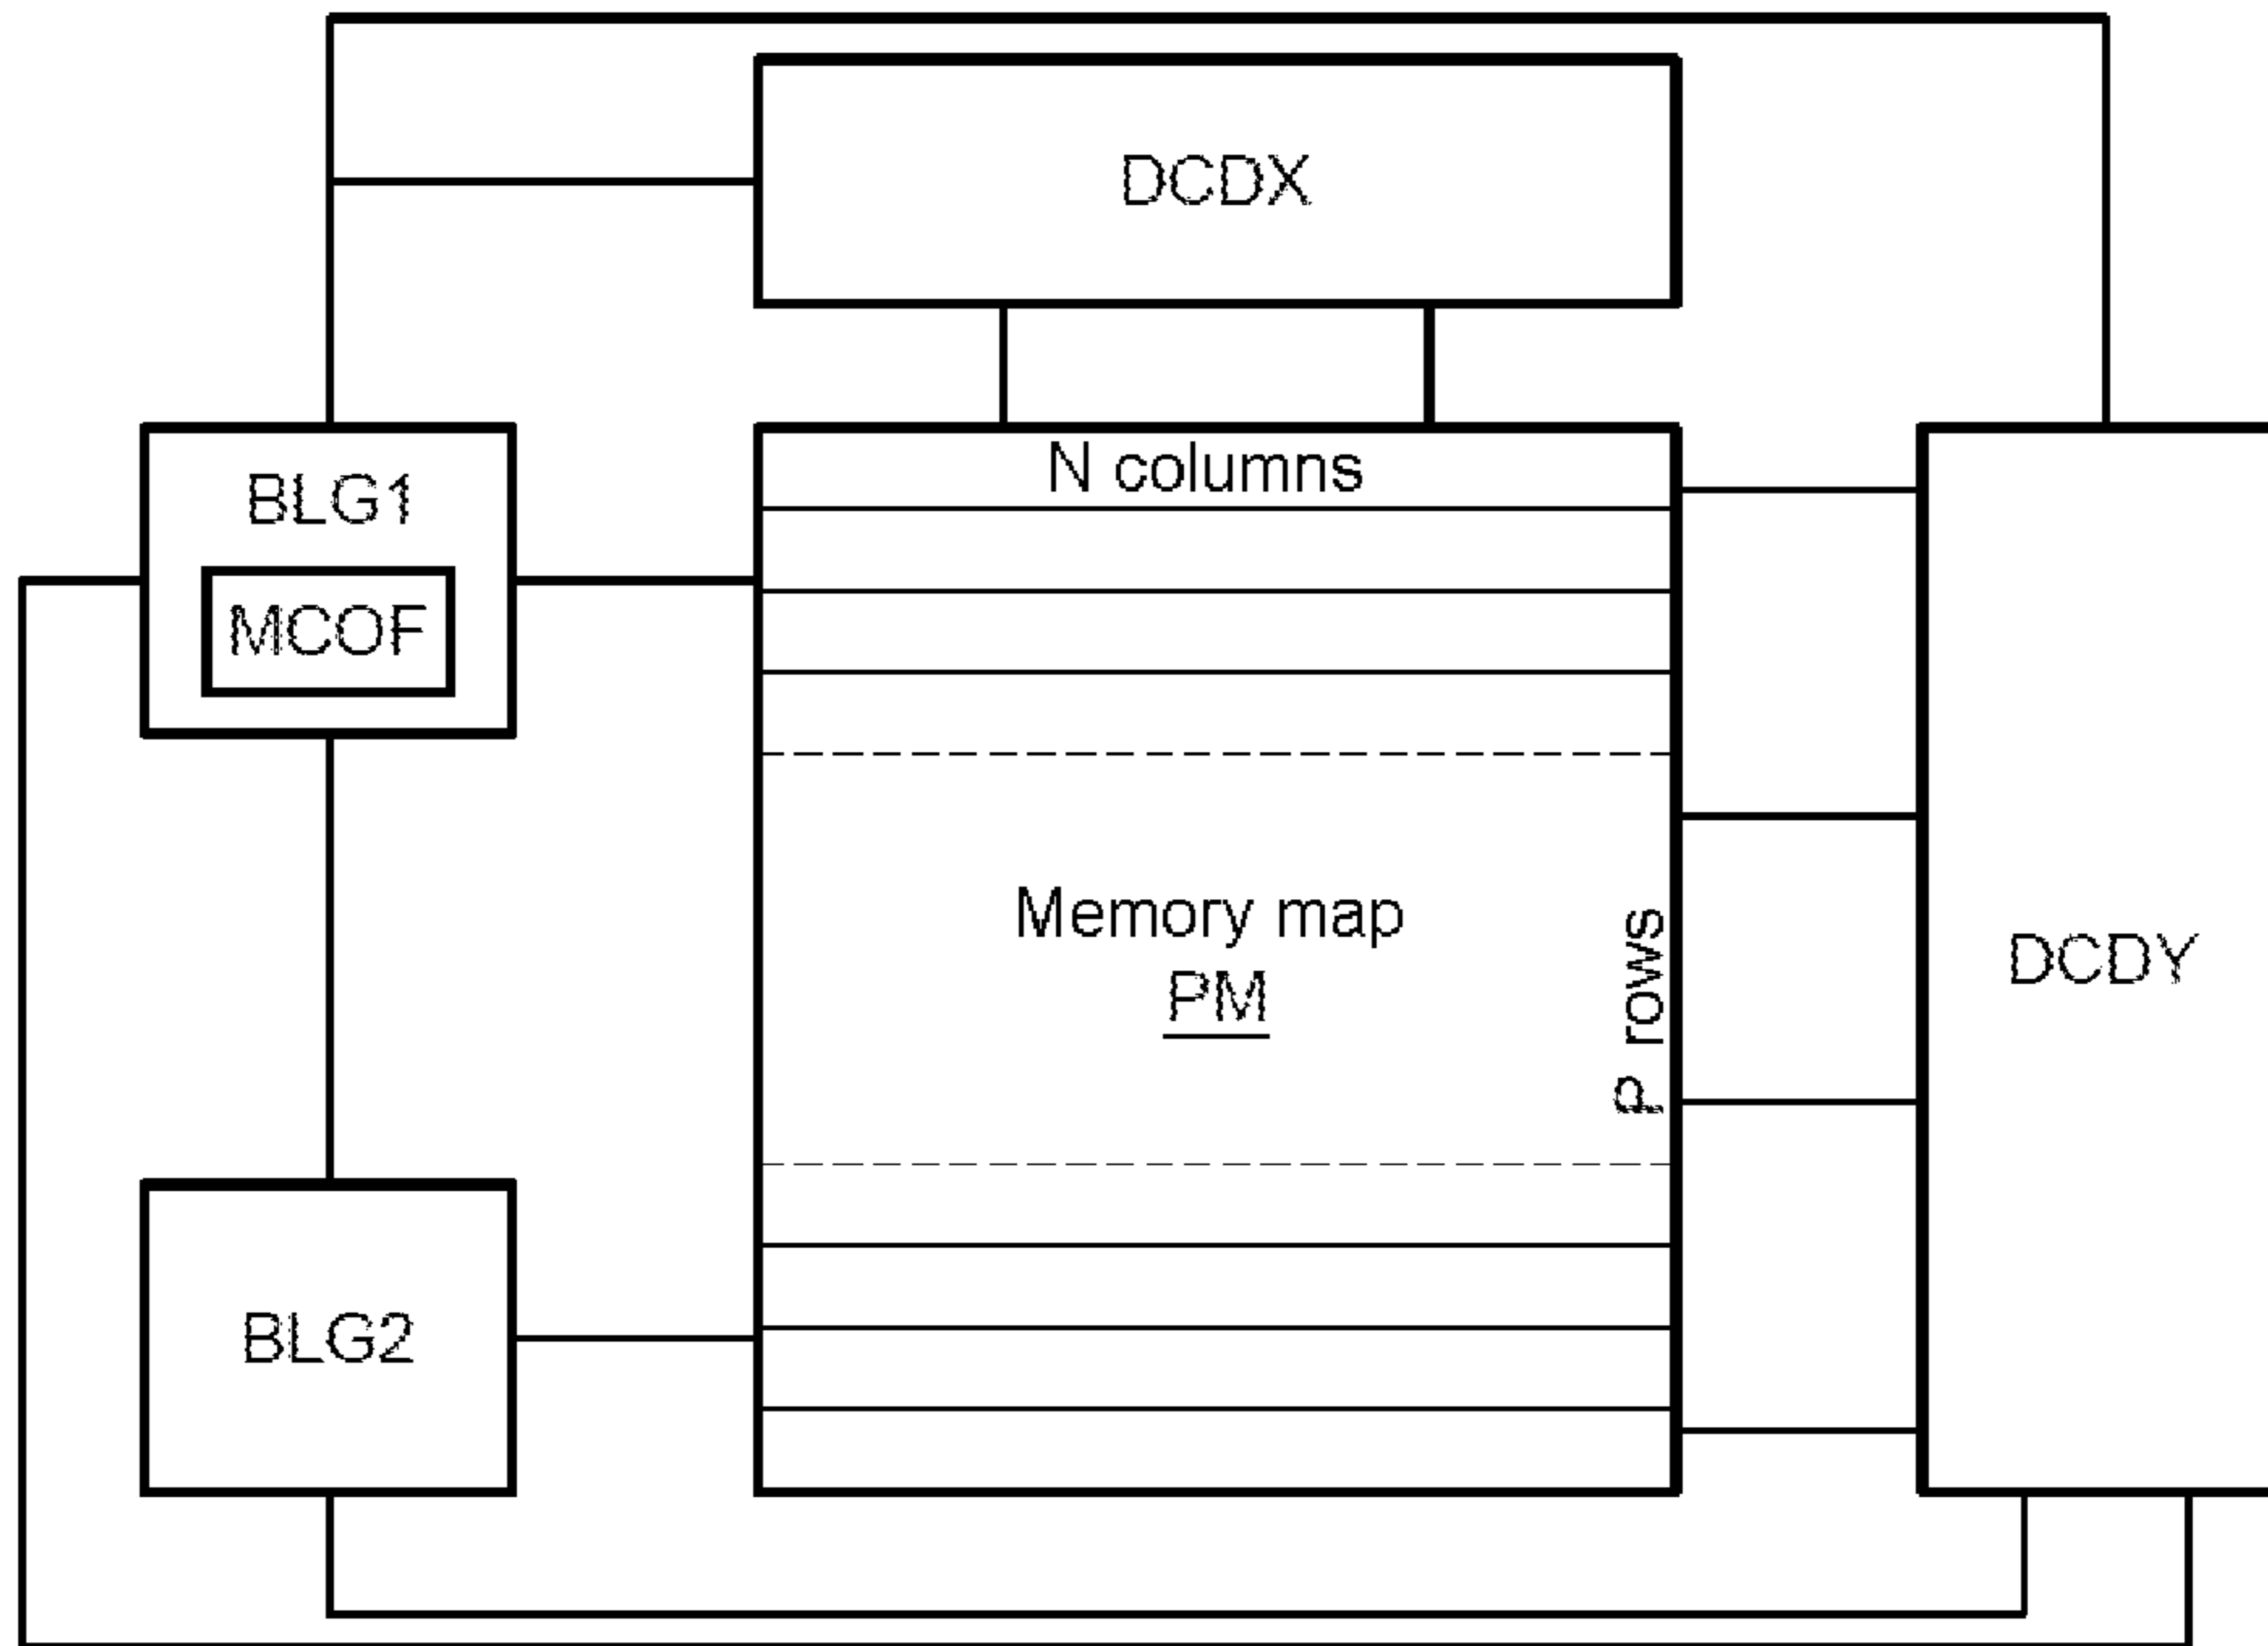 DCDX
N columns
BLG1
MCOF
Memory map
PM
P rows
DCDY
BLG2